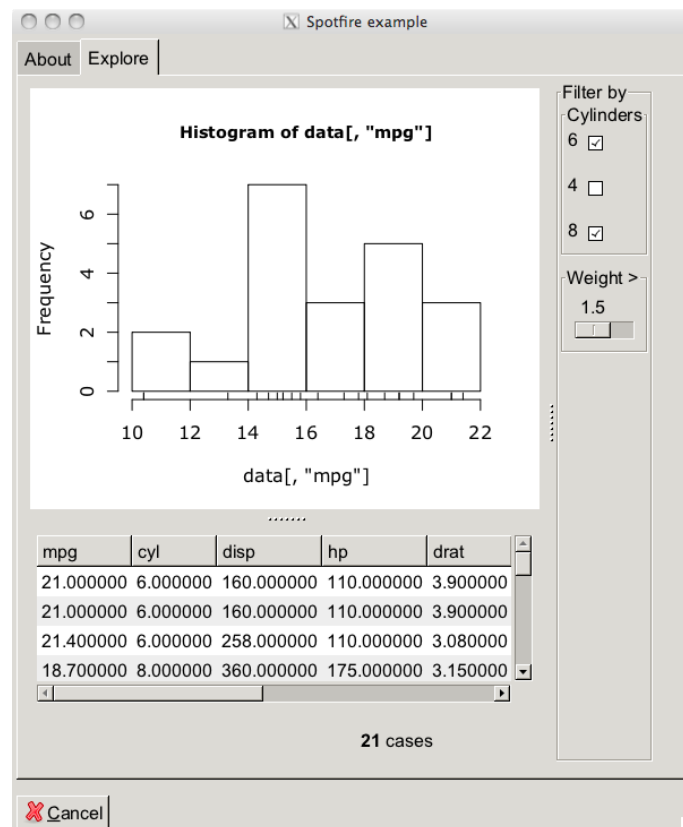 Spotfire example
About Explore
Histogram of data[, "mpg"]
Frequency
0 2 4 6
10 12 14 16 18 20 22
data[, "mpg"]
Filter by
Cylinders
6
4
8
Weight >
1.5
mpg cyl disp hp drat
21.000000 6.000000 160.000000 110.000000 3.900000
21.000000 6.000000 160.000000 110.000000 3.900000
21.400000 6.000000 258.000000 110.000000 3.080000
18.700000 8.000000 360.000000 175.000000 3.150000
21 cases
Cancel